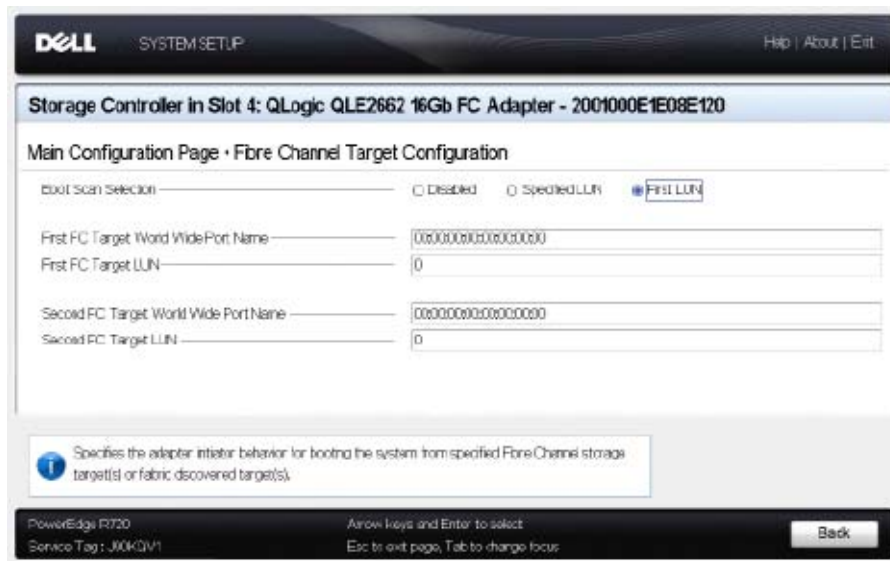 DELL SYSTEM SETUP Help | About | Exit
Storage Controller in Slot 4: QLogic QLE2662 16Gb FC Adapter - 2001000E1E08E120
Main Configuration Page • Fibre Channel Target Configuration
Boot Scan Selection Disabled Specified LUN First LUN
First FC Target World Wide Port Name 00:00:00:00:00:00:00:00
First FC Target LUN 0
Second FC Target World Wide Port Name 00:00:00:00:00:00:00:00
Second FC Target LUN 0
Specifies the adapter initiator behavior for booting the system from specified Fibre Channel storage
target(s) or fabric discovered target(s).
PowerEdge R720 Arrow keys and Enter to select
Service Tag : Esc to exit page, Tab to change focus
Back